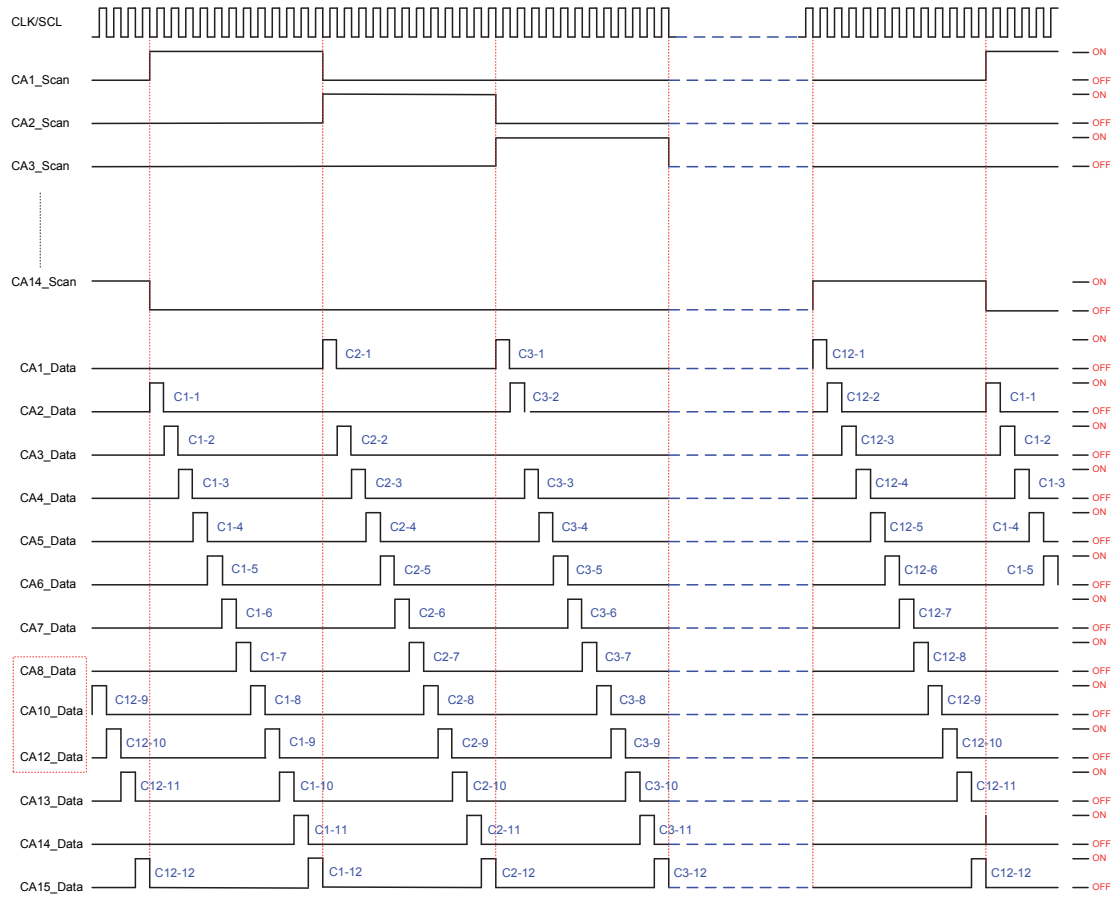 CLK/SCL
ON
CA1_Scan OFF
ON
CA2_Scan OFF
ON
CA3_Scan OFF
CA14_Scan ON
OFF
ON
C2-1 C3-1 C12-1
CA1_Data OFF
ON
C1-1 C3-2 C12-2 C1-1
CA2_Data OFF
ON
C1-2 C2-2 C12-3 C1-2
CA3_Data OFF
ON
C1-3 C2-3 C3-3 C12-4 C1-3
CA4_Data OFF
ON
C1-4 C2-4 C3-4 C12-5 C1-4
CA5_Data OFF
ON
C1-5 C2-5 C3-5 C12-6 C1-5
CA6_Data OFF
ON
C1-6 C2-6 C3-6 C12-7
CA7_Data OFF
ON
C1-7 C2-7 C3-7 C12-8
CA8_Data OFF
ON
C12-9 C1-8 C2-8 C3-8 C12-9
CA10_Data OFF
ON
C12-10 C1-9 C2-9 C3-9 C12-10
CA12_Data OFF
ON
C12-11 C1-10 C2-10 C3-10 C12-11
CA13_Data OFF
ON
C1-11 C2-11 C3-11
CA14_Data OFF
ON
C12-12 C1-12 C2-12 C3-12 C12-12
CA15_Data OFF